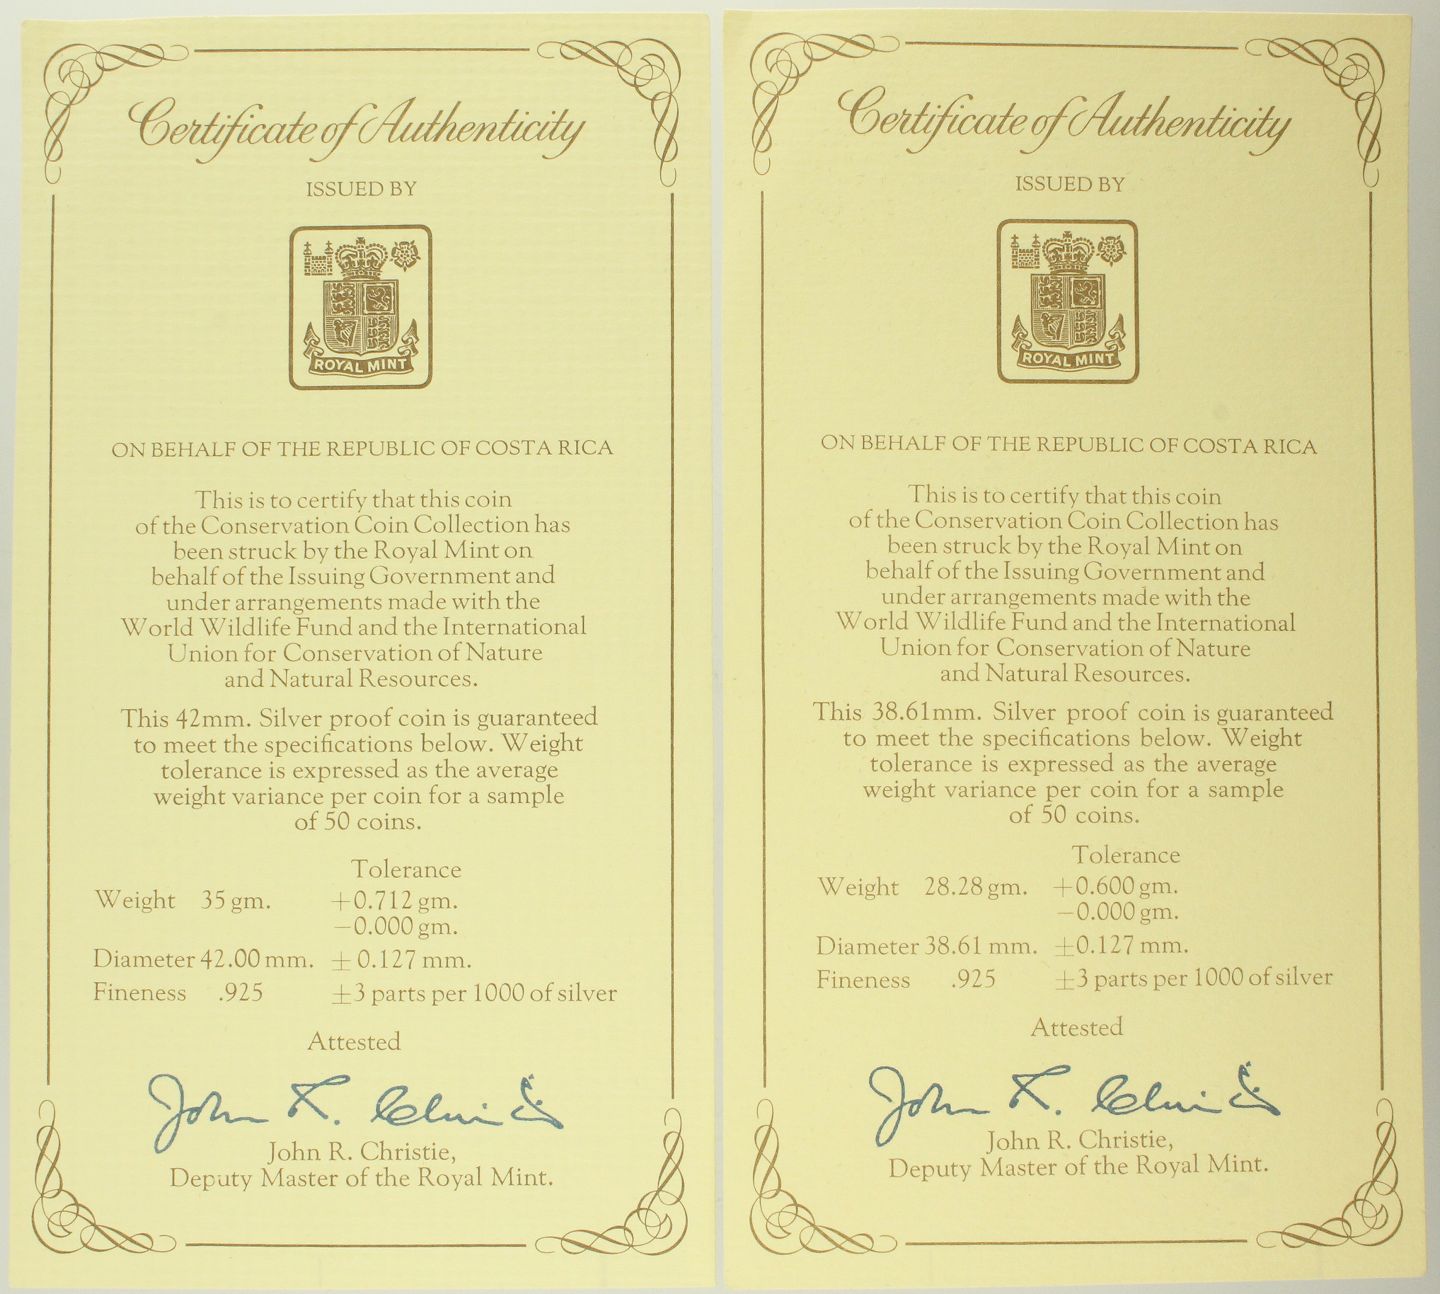 Certificate of Authenticity
ISSUED BY
ROYAL MINT
ON BEHALF OF THE REPUBLIC OF COSTA RICA
This is to certify that this coin
of the Conservation Coin Collection has
been struck by the Royal Mint on
behalf of the Issuing Government and
under arrangements made with the
World Wildlife Fund and the International
Union for Conservation of Nature
and Natural Resources.
This 42mm. Silver proof coin is guaranteed
to meet the specifications below. Weight
tolerance is expressed as the average
weight variance per coin for a sample
of 50 coins.
Tolerance
Weight 35 gm. +0.712 gm.
−0.000 gm.
Diameter 42.00 mm. ± 0.127 mm.
Fineness .925 ±3 parts per 1000 of silver
Attested
John R. Christie
John R. Christie,
Deputy Master of the Royal Mint.
Certificate of Authenticity
ISSUED BY
ROYAL MINT
ON BEHALF OF THE REPUBLIC OF COSTA RICA
This is to certify that this coin
of the Conservation Coin Collection has
been struck by the Royal Mint on
behalf of the Issuing Government and
under arrangements made with the
World Wildlife Fund and the International
Union for Conservation of Nature
and Natural Resources.
This 38.61mm. Silver proof coin is guaranteed
to meet the specifications below. Weight
tolerance is expressed as the average
weight variance per coin for a sample
of 50 coins.
Tolerance
Weight 28.28 gm. +0.600 gm.
−0.000 gm.
Diameter 38.61 mm. ±0.127 mm.
Fineness .925 ±3 parts per 1000 of silver
Attested
John R. Christie
John R. Christie,
Deputy Master of the Royal Mint.